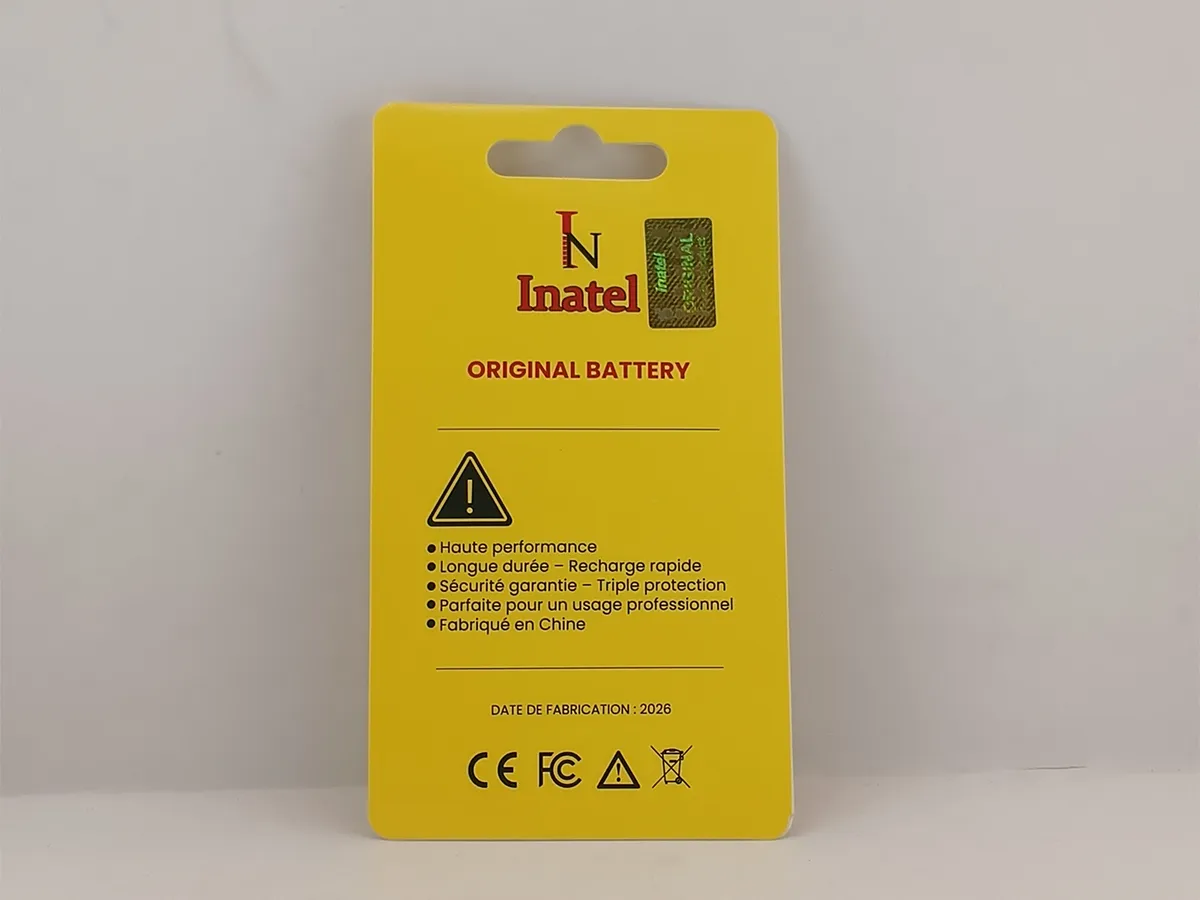 IN
Inatel
inatel
ORIGINAL
ORIGINAL BATTERY
● Haute performance
● Longue durée – Recharge rapide
● Sécurité garantie – Triple protection
● Parfaite pour un usage professionnel
● Fabriqué en Chine
DATE DE FABRICATION : 2026
CE FC